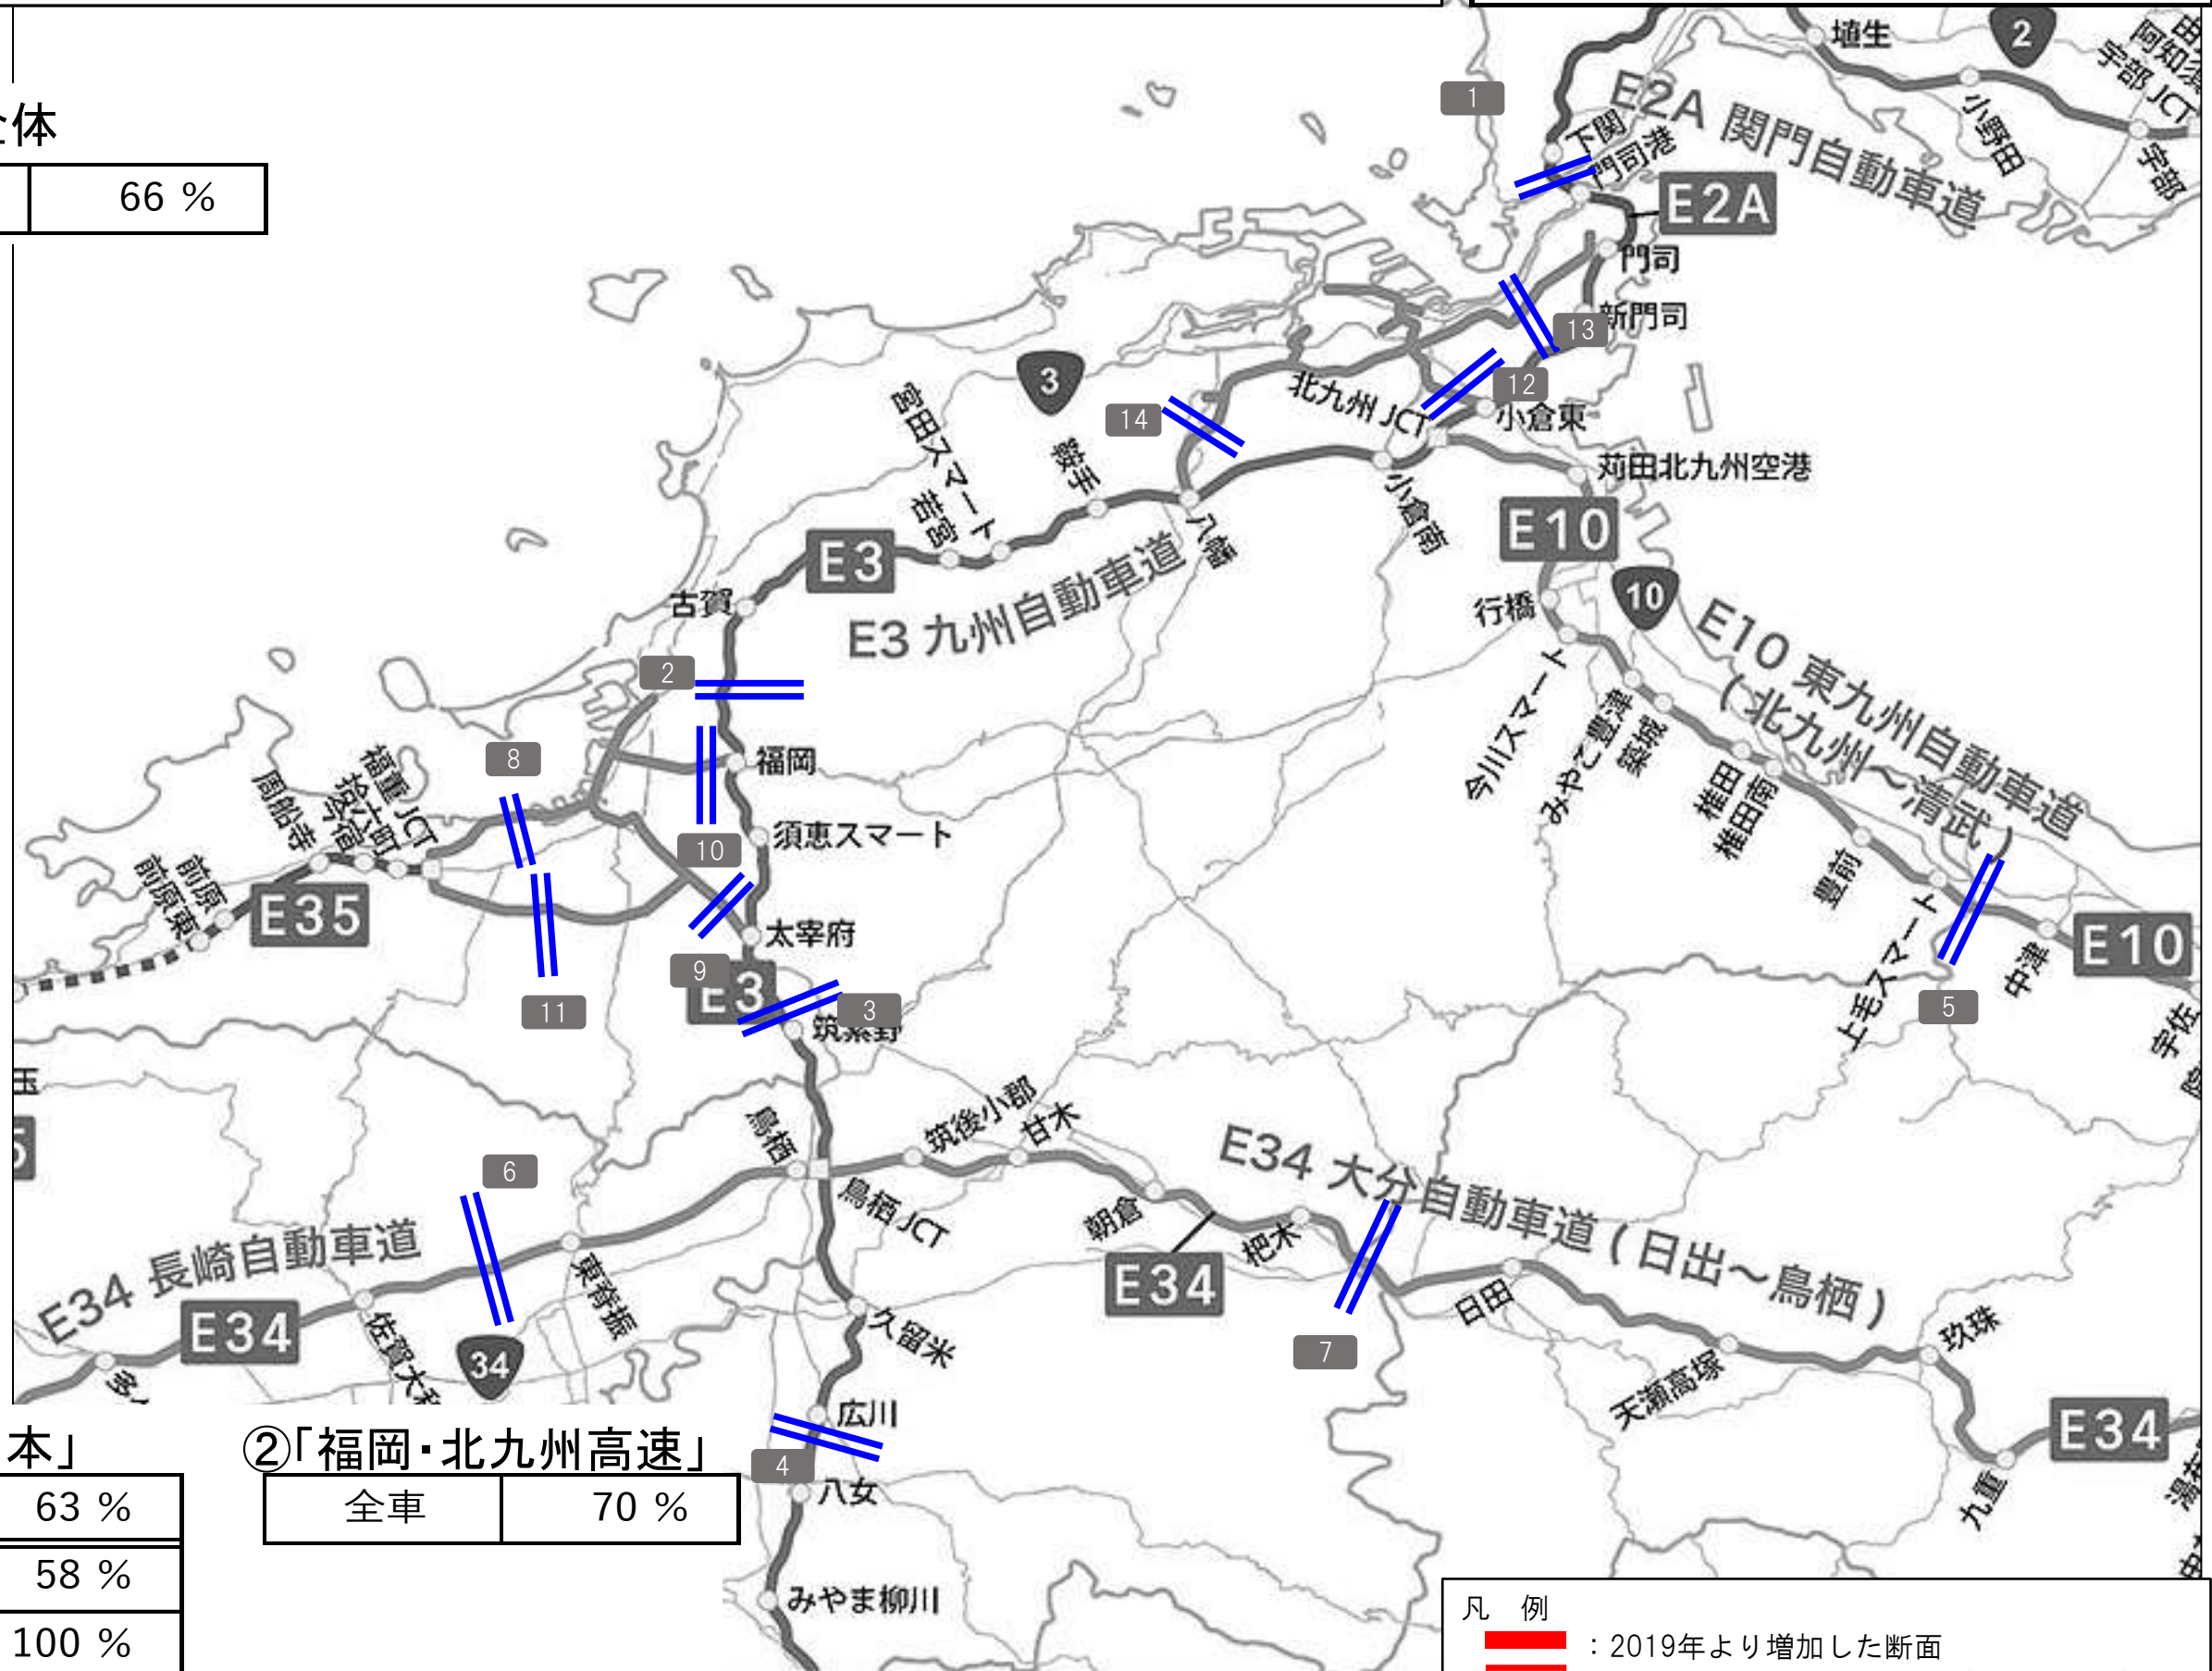 全体
66 %
1
2
埴生
阿知須
宇部 JCT
宇部
小野田
E2A 関門自動車道
下関
門司港
E2A
門司
新門司
13
12
3
14
北九州 JCT
小倉東
苅田北九州空港
宮田スマート
若宮
鞍手
八幡
小倉南
E10
E3
E3 九州自動車道
古賀
行橋
10
E10 東九州自動車道
(北九州～清武)
今川スマート
みやこ豊津
築城
椎田
椎田南
豊前
上毛スマート
中津
E10
宇佐
5
2
8
福岡
須恵スマート
10
福重 JCT
拾六町
今宿
周船寺
前原
前原東
E35
太宰府
9
E3
3
筑紫野
11
玉
5
鳥栖
筑後小郡
甘木
鳥栖 JCT
朝倉
杷木
E34
E34 大分自動車道 (日出～鳥栖)
6
E34 長崎自動車道
E34
東脊振
佐賀大和
34
多
久留米
7
日田
天瀬高塚
玖珠
九重
E34
広川
4
八女
みやま柳川
本」
63 %
58 %
100 %
②「福岡・北九州高速」
全車 70 %
凡 例
：2019年より増加した断面